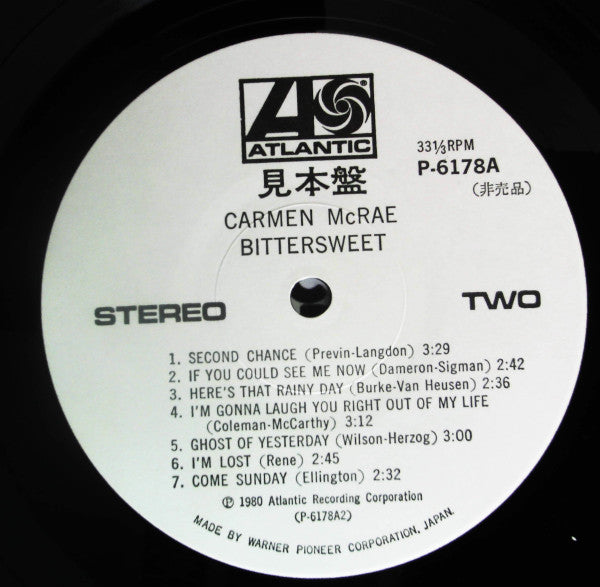 ATLANTIC
見本盤
33⅓RPM
P-6178A
(非売品)
CARMEN McRAE
BITTERSWEET
STEREO
TWO
1. SECOND CHANCE (Previn-Langdon) 3:29
2. IF YOU COULD SEE ME NOW (Dameron-Sigman) 2:42
3. HERE'S THAT RAINY DAY (Burke-Van Heusen) 2:36
4. I'M GONNA LAUGH YOU RIGHT OUT OF MY LIFE
(Coleman-McCarthy) 3:12
5. GHOST OF YESTERDAY (Wilson-Herzog) 3:00
6. I'M LOST (Rene) 2:45
7. COME SUNDAY (Ellington) 2:32
℗ 1980 Atlantic Recording Corporation
(P-6178A2)
MADE BY WARNER PIONEER CORPORATION, JAPAN.